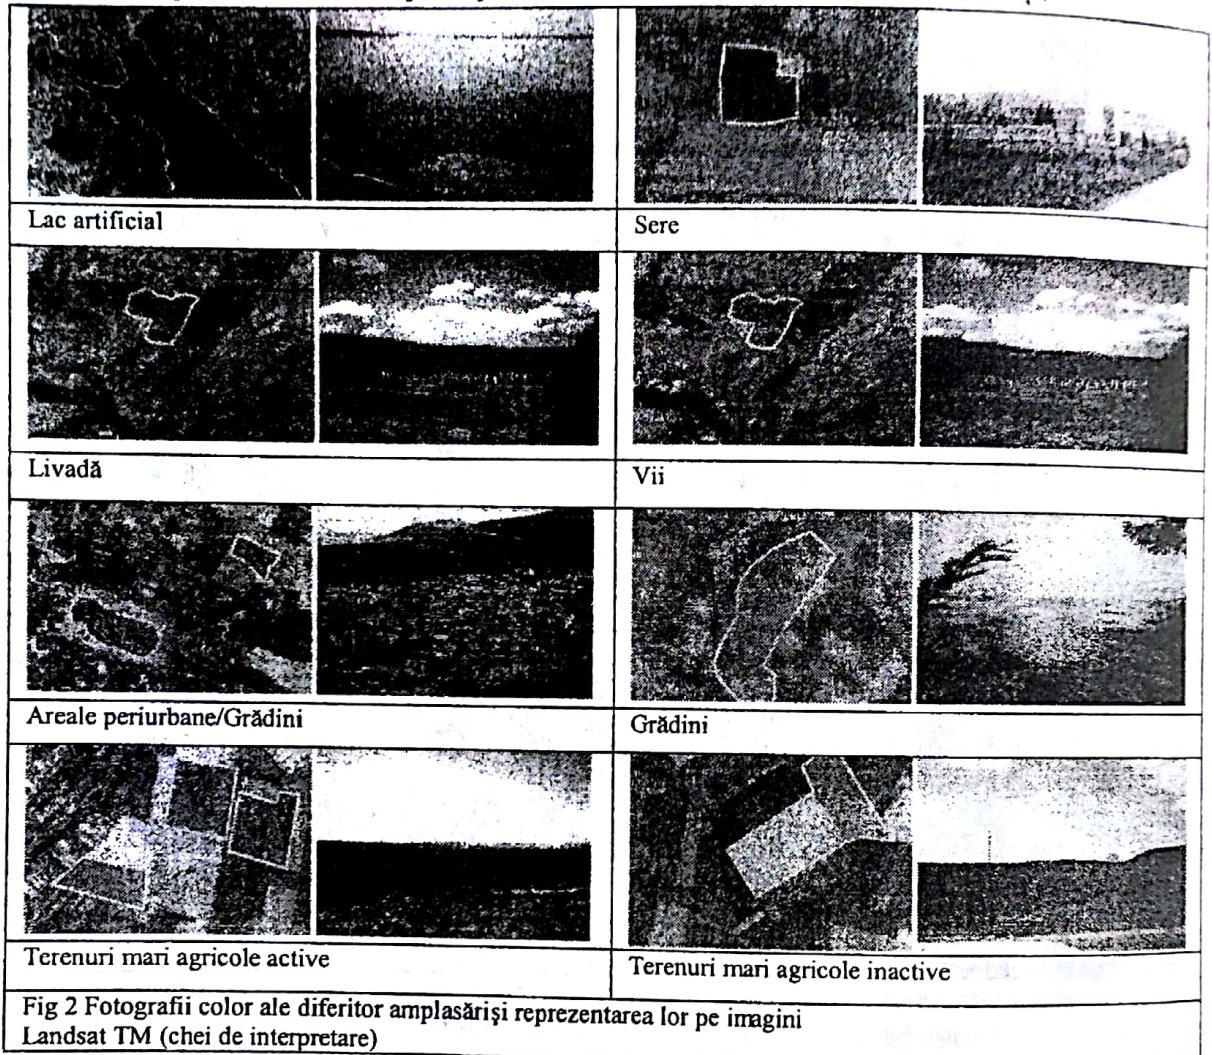 Lac artificial
Sere
Livadă
Vii
Areale periurbane/Grădini
Grădini
Terenuri mari agricole active
Terenuri mari agricole inactive
Fig 2 Fotografii color ale diferitor amplasărişi reprezentarea lor pe imagini
Landsat TM (chei de interpretare)